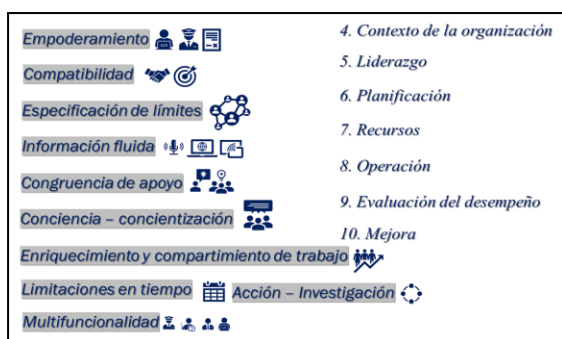 Empoderamiento
Compatibilidad
Especificación de límites
Información fluida
Congruencia de apoyo
Conciencia – concientización
Enriquecimiento y compartimiento de trabajo
Limitaciones en tiempo
Acción – Investigación
Multifuncionalidad
4. Contexto de la organización
5. Liderazgo
6. Planificación
7. Recursos
8. Operación
9. Evaluación del desempeño
10. Mejora